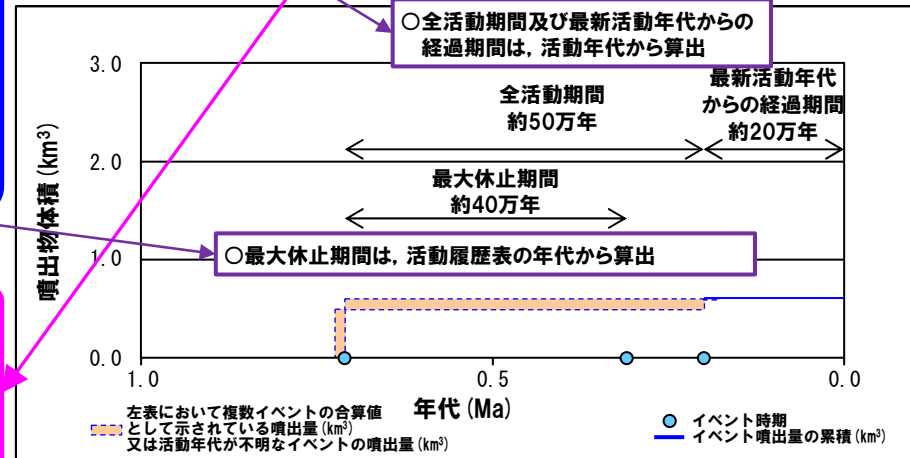 ○全活動期間及び最新活動年代からの
経過期間は，活動年代から算出
3.0
2.0
1.0
0.0
噴出物体積(km³)
全活動期間
約50万年
最新活動年代
からの経過期間
約20万年
最大休止期間
約40万年
○最大休止期間は，活動履歴表の年代から算出
1.0
0.5
0.0
年代(Ma)
左表において複数イベントの合算値
として示されている噴出量(km³)
又は活動年代が不明なイベントの噴出量(km³)
イベント時期
イベント噴出量の累積(km³)